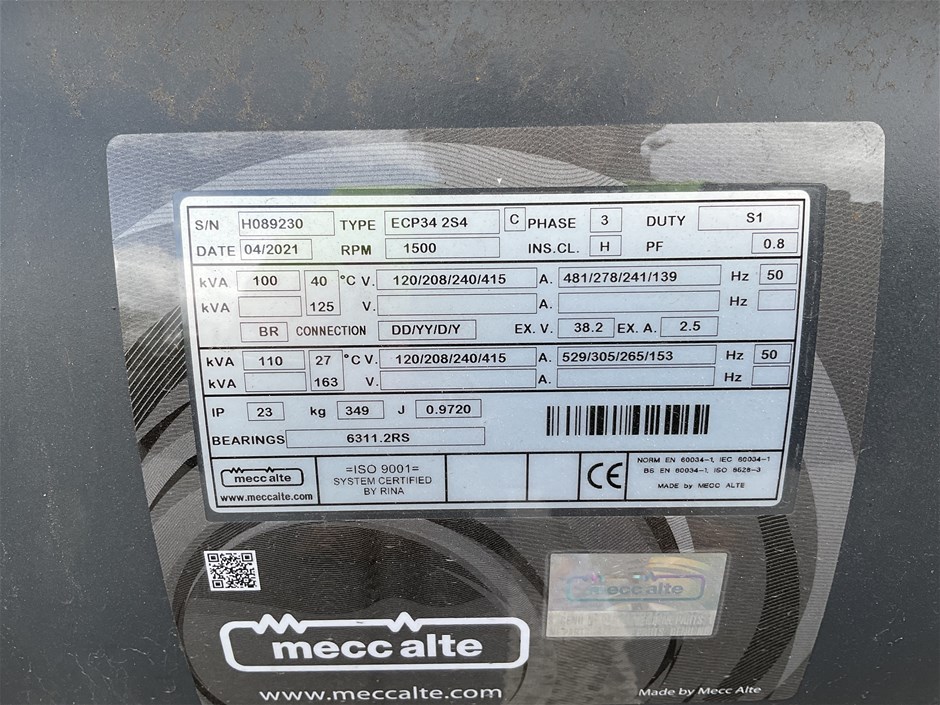 S/N H089230 TYPE ECP34 2S4 C PHASE 3 DUTY S1
DATE 04/2021 RPM 1500 INS.CL. H PF 0.8
kVA 100 40 °C V. 120/208/240/415 A. 481/278/241/139 Hz 50
kVA 125 V. A. Hz
BR CONNECTION DD/YY/D/Y EX. V. 38.2 EX. A. 2.5
kVA 110 27 °C V. 120/208/240/415 A. 529/305/265/153 Hz 50
kVA 163 V. A. Hz
IP 23 kg 349 J 0.9720
BEARINGS 6311.2RS
mecc alte
www.meccalte.com
=ISO 9001=
SYSTEM CERTIFIED
BY RINA
CE
NORM EN 60034-1, IEC 60034-1
BS EN 60034-1, ISO 8528-3
MADE by MECC ALTE
mecc alte
mecc alte
www.meccalte.com
Made by Mecc Alte